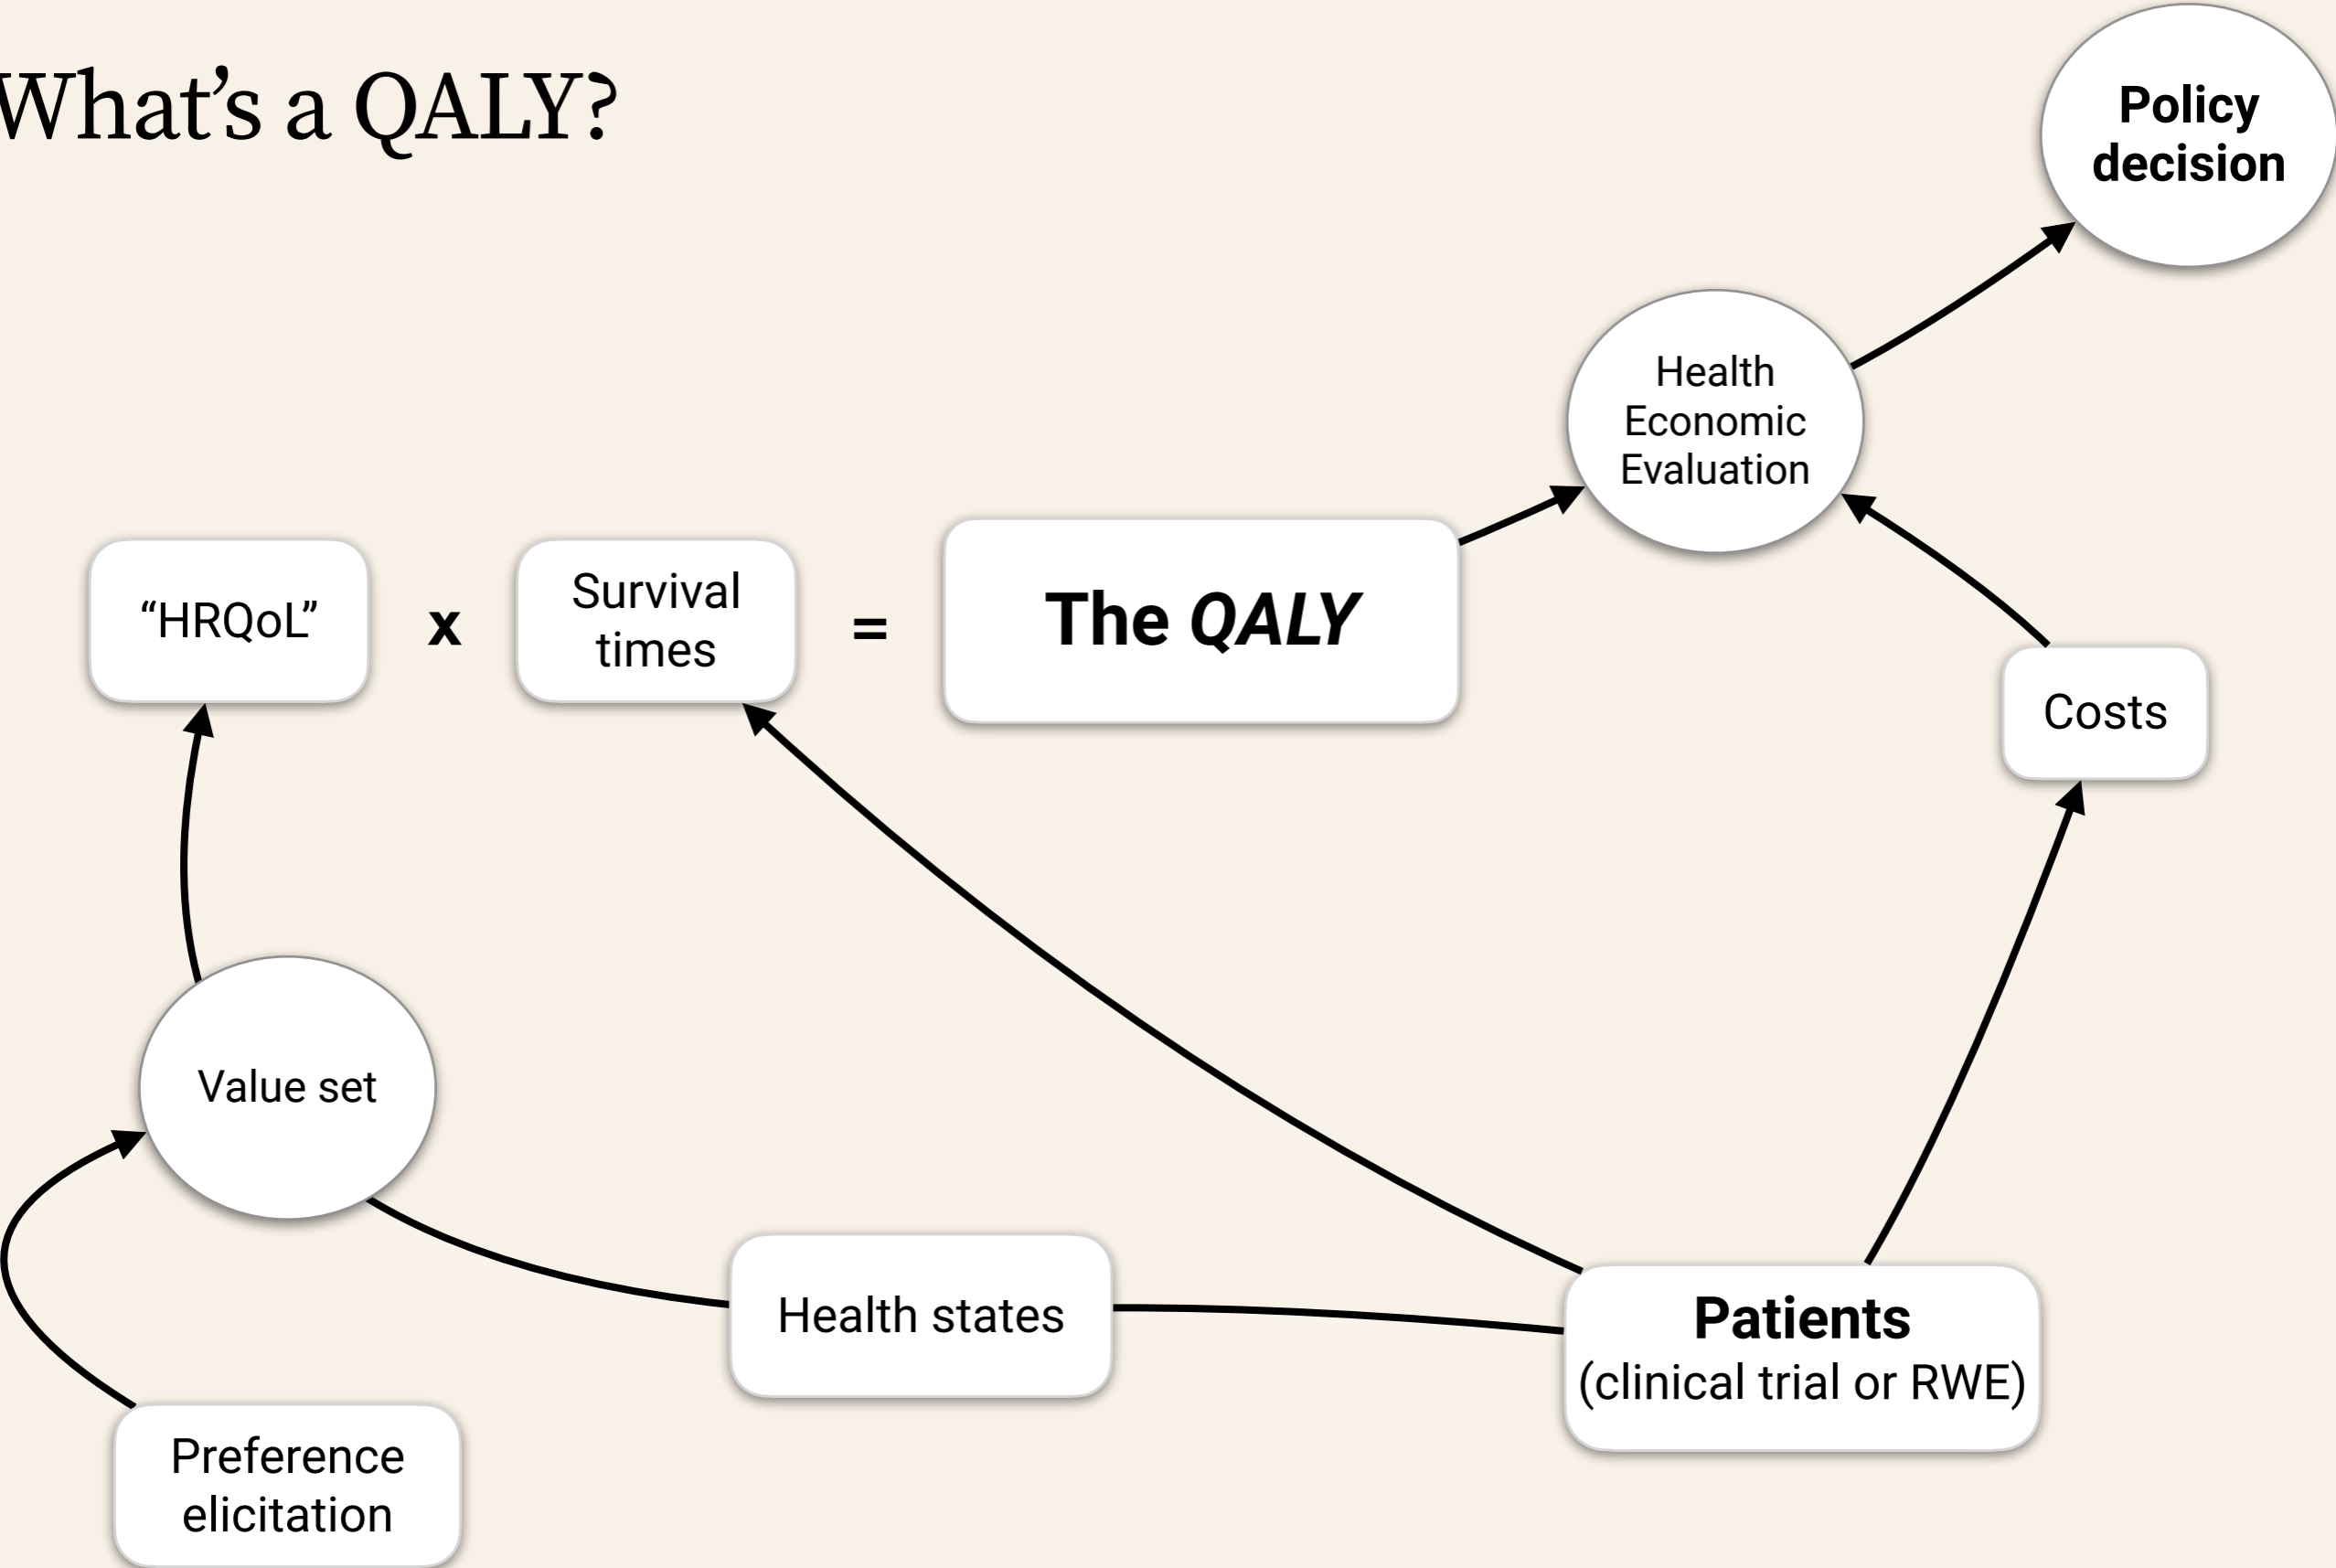 What’s a QALY?
Policy
decision
Health
Economic
Evaluation
“HRQoL”
x
Survival
times
=
The QALY
Costs
Value set
Health states
Patients
(clinical trial or RWE)
Preference
elicitation